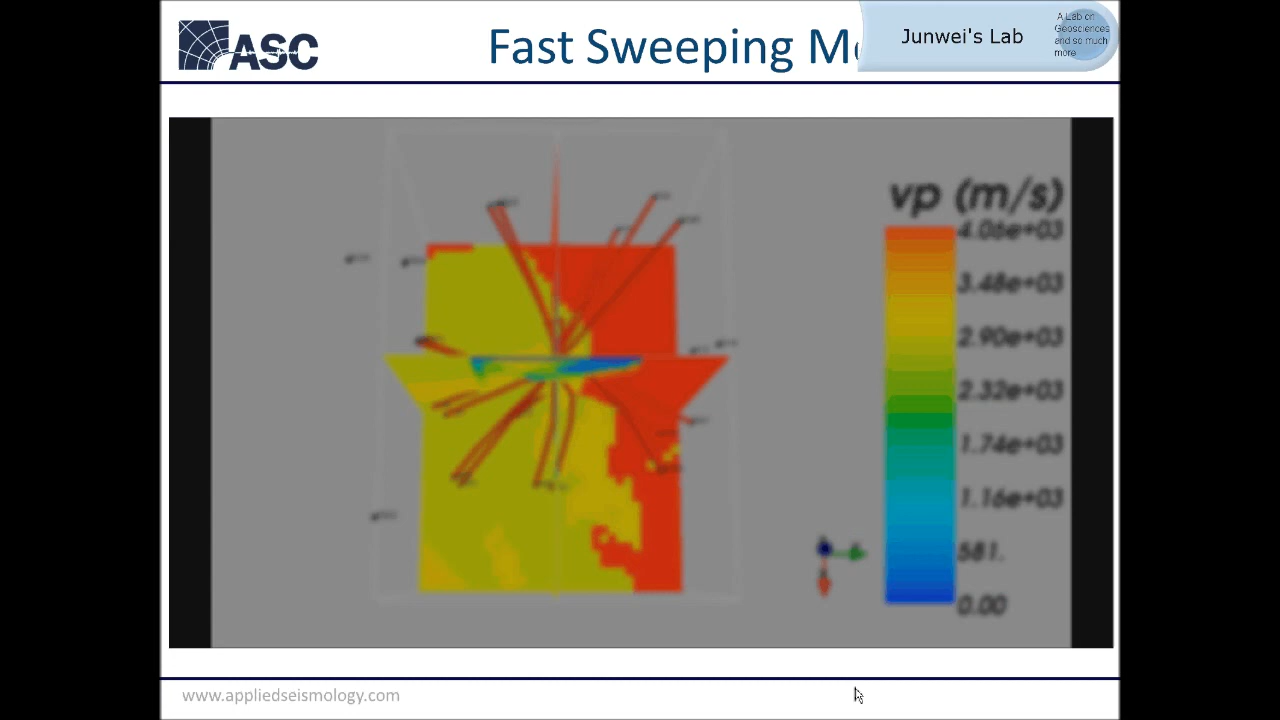 ASC
Fast Sweeping Me
Junwei's Lab
A Lab on
Geosciences
and so much
more
vp (m/s)
4.06e+03
3.48e+03
2.90e+03
2.32e+03
1.74e+03
1.16e+03
581.
0.00
www.appliedseismology.com